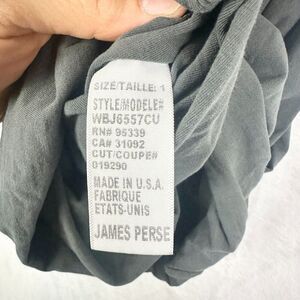 SIZE/TAILLE: 1
STYLE/MODELE#
WBJ6557CU
RN# 95339
CA# 31092
CUT/COUPE#
019290
MADE IN U.S.A.
FABRIQUE
ETATS-UNIS
JAMES PERSE